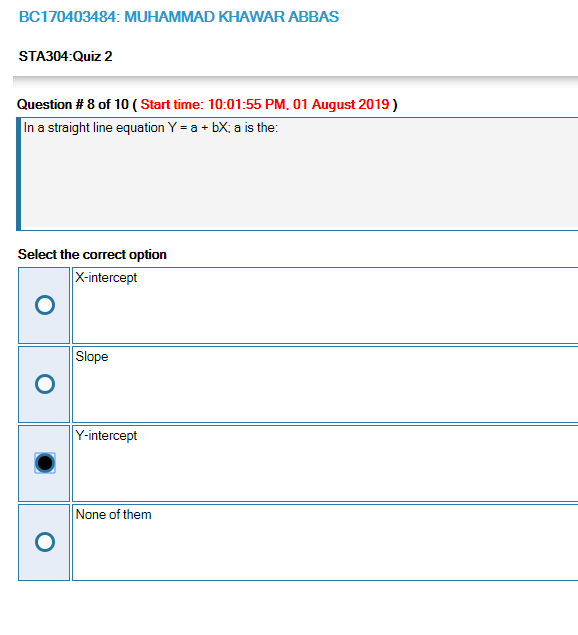 BC170403484: MUHAMMAD KHAWAR ABBAS
STA304:Quiz 2
Question # 8 of 10 ( Start time: 10:01:55 PM, 01 August 2019 )
In a straight line equation Y = a + bX; a is the:
Select the correct option
X-intercept
Slope
Y-intercept
None of them